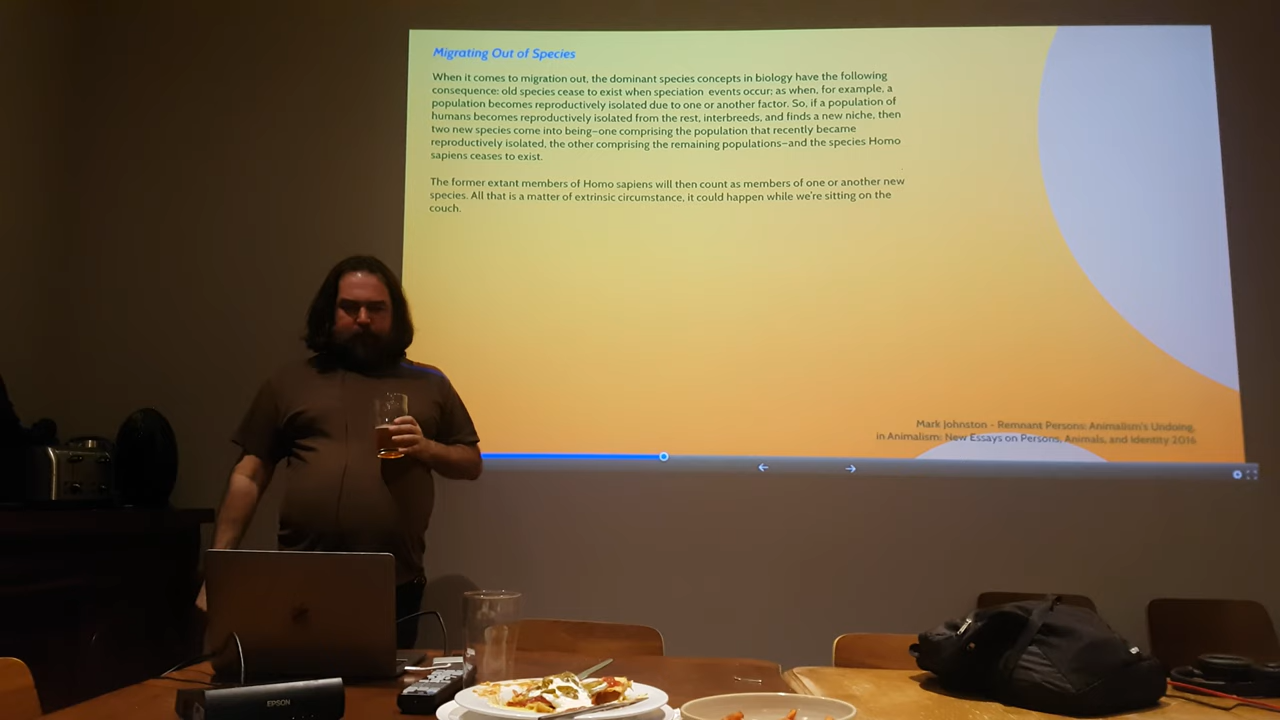 Migrating Out of Species
When it comes to migration out, the dominant species concepts in biology have the following
consequence: old species cease to exist when speciation events occur; as when, for example, a
population becomes reproductively isolated due to one or another factor. So, if a population of
humans becomes reproductively isolated from the rest, interbreeds, and finds a new niche, then
two new species come into being–one comprising the population that recently became
reproductively isolated, the other comprising the remaining populations–and the species Homo
sapiens ceases to exist.
The former extant members of Homo sapiens will then count as members of one or another new
species. All that is a matter of extrinsic circumstance, it could happen while we're sitting on the
couch.
Mark Johnston - Remnant Persons: Animalism's Undoing,
in Animalism: New Essays on Persons, Animals, and Identity 2016
EPSON